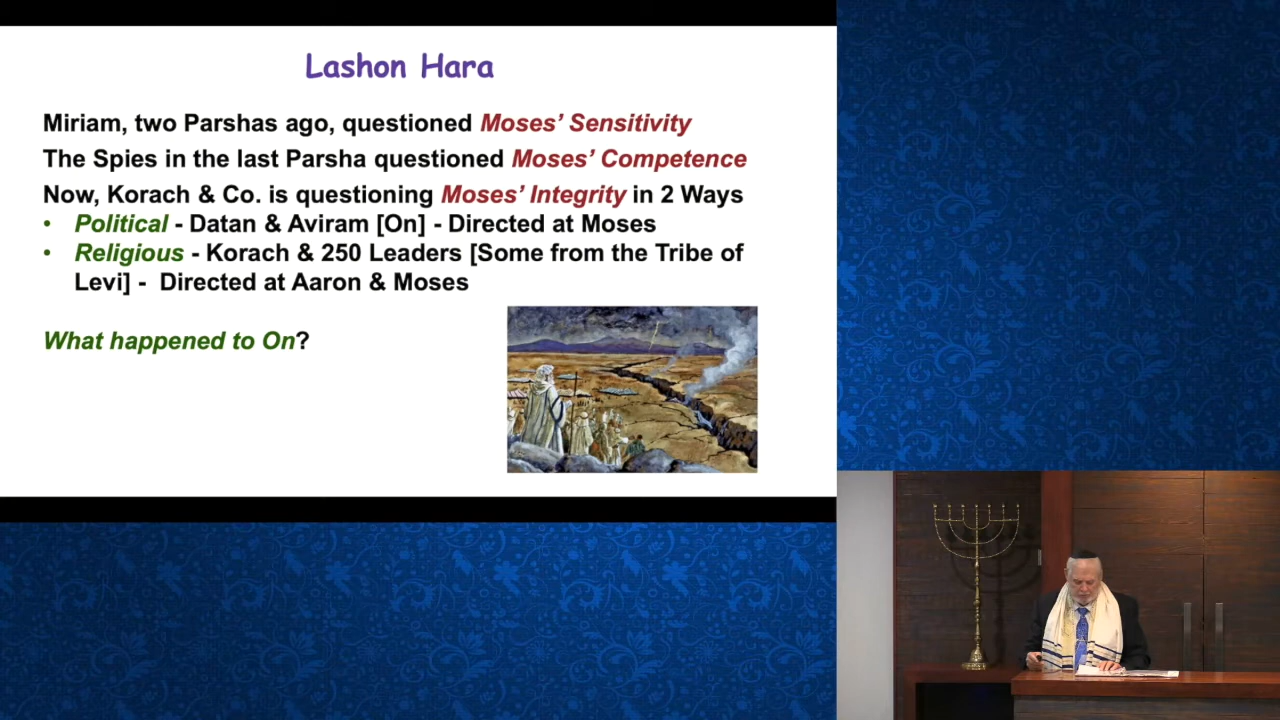 Lashon Hara
Miriam, two Parshas ago, questioned Moses’ Sensitivity
The Spies in the last Parsha questioned Moses’ Competence
Now, Korach & Co. is questioning Moses’ Integrity in 2 Ways
• Political - Datan & Aviram [On] - Directed at Moses
• Religious - Korach & 250 Leaders [Some from the Tribe of
Levi] - Directed at Aaron & Moses
What happened to On?